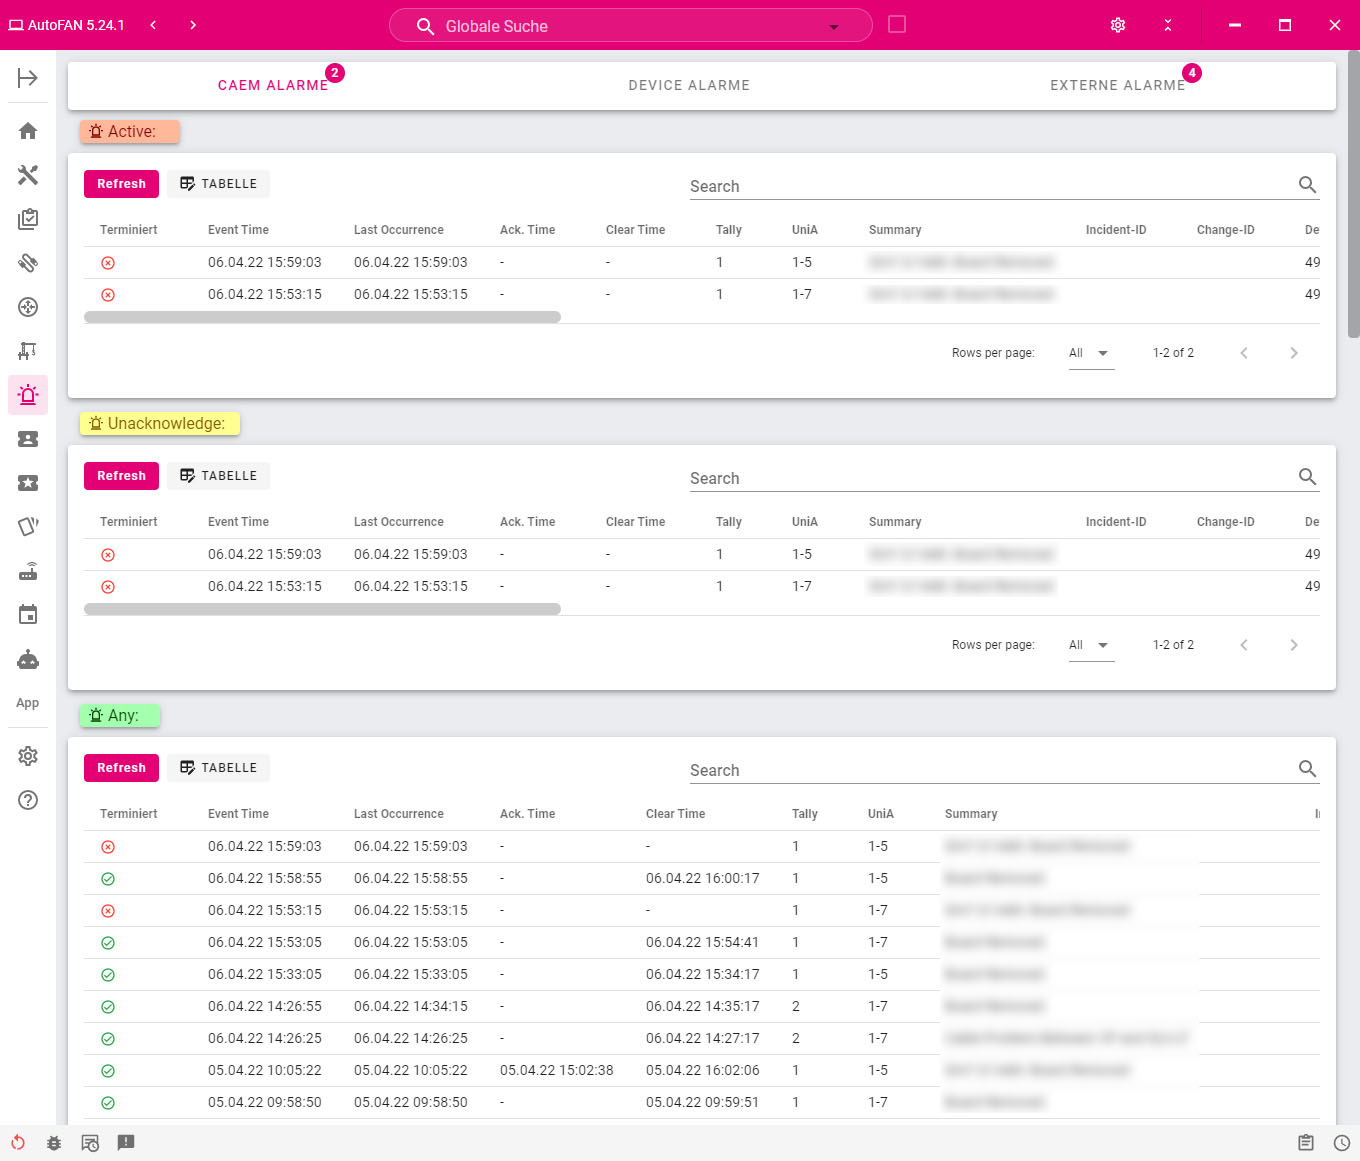 AutoFAN 5.24.1
Globale Suche
CAEM ALARME 2
DEVICE ALARME
EXTERNE ALARME 4
Active:
Refresh
TABELLE
Search
Terminiert Event Time Last Occurrence Ack. Time Clear Time Tally UniA Summary Incident-ID Change-ID De
06.04.22 15:59:03 06.04.22 15:59:03 - - 1 1-5 49
06.04.22 15:53:15 06.04.22 15:53:15 - - 1 1-7 49
Rows per page: All 1-2 of 2
Unacknowledge:
Refresh
TABELLE
Search
Terminiert Event Time Last Occurrence Ack. Time Clear Time Tally UniA Summary Incident-ID Change-ID De
06.04.22 15:59:03 06.04.22 15:59:03 - - 1 1-5 49
06.04.22 15:53:15 06.04.22 15:53:15 - - 1 1-7 49
Rows per page: All 1-2 of 2
App
Any:
Refresh
TABELLE
Search
Terminiert Event Time Last Occurrence Ack. Time Clear Time Tally UniA Summary
06.04.22 15:59:03 06.04.22 15:59:03 - - 1 1-5
06.04.22 15:58:55 06.04.22 15:58:55 - 06.04.22 16:00:17 1 1-5
06.04.22 15:53:15 06.04.22 15:53:15 - - 1 1-7
06.04.22 15:53:05 06.04.22 15:53:05 - 06.04.22 15:54:41 1 1-7
06.04.22 15:33:05 06.04.22 15:33:05 - 06.04.22 15:34:17 1 1-5
06.04.22 14:26:55 06.04.22 14:34:15 - 06.04.22 14:35:17 2 1-7
06.04.22 14:26:25 06.04.22 14:26:25 - 06.04.22 14:27:17 2 1-7
05.04.22 10:05:22 05.04.22 10:05:22 05.04.22 15:02:38 05.04.22 16:02:06 1 1-5
05.04.22 09:58:50 05.04.22 09:58:50 - 05.04.22 09:59:51 1 1-7